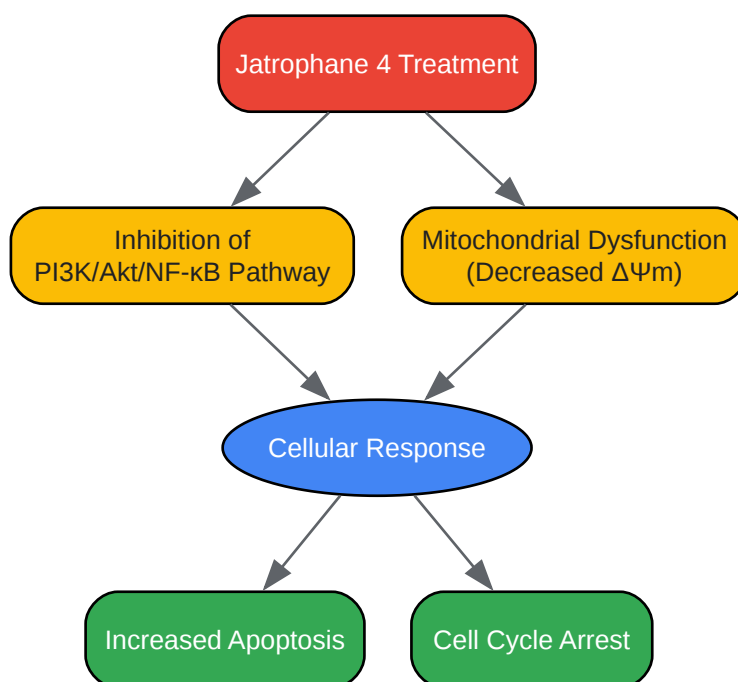 Jatrophane 4 Treatment
Inhibition of
PI3K/Akt/NF-κB Pathway
Mitochondrial Dysfunction
(Decreased ΔΨm)
Cellular Response
Increased Apoptosis
Cell Cycle Arrest